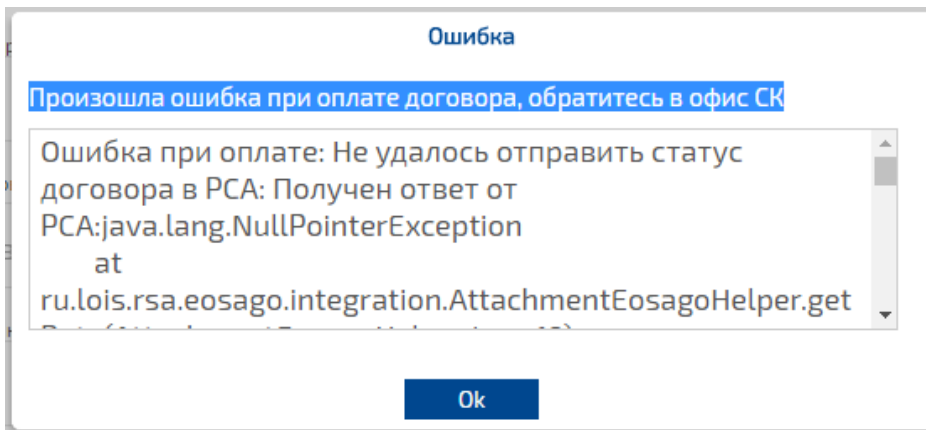 Ошибка
Произошла ошибка при оплате договора, обратитесь в офис СК
Ошибка при оплате: Не удалось отправить статус
договора в РСА: Получен ответ от
РСА:java.lang.NullPointerException
at
ru.lois.rsa.eosago.integration.AttachmentEosagoHelper.get
Ok